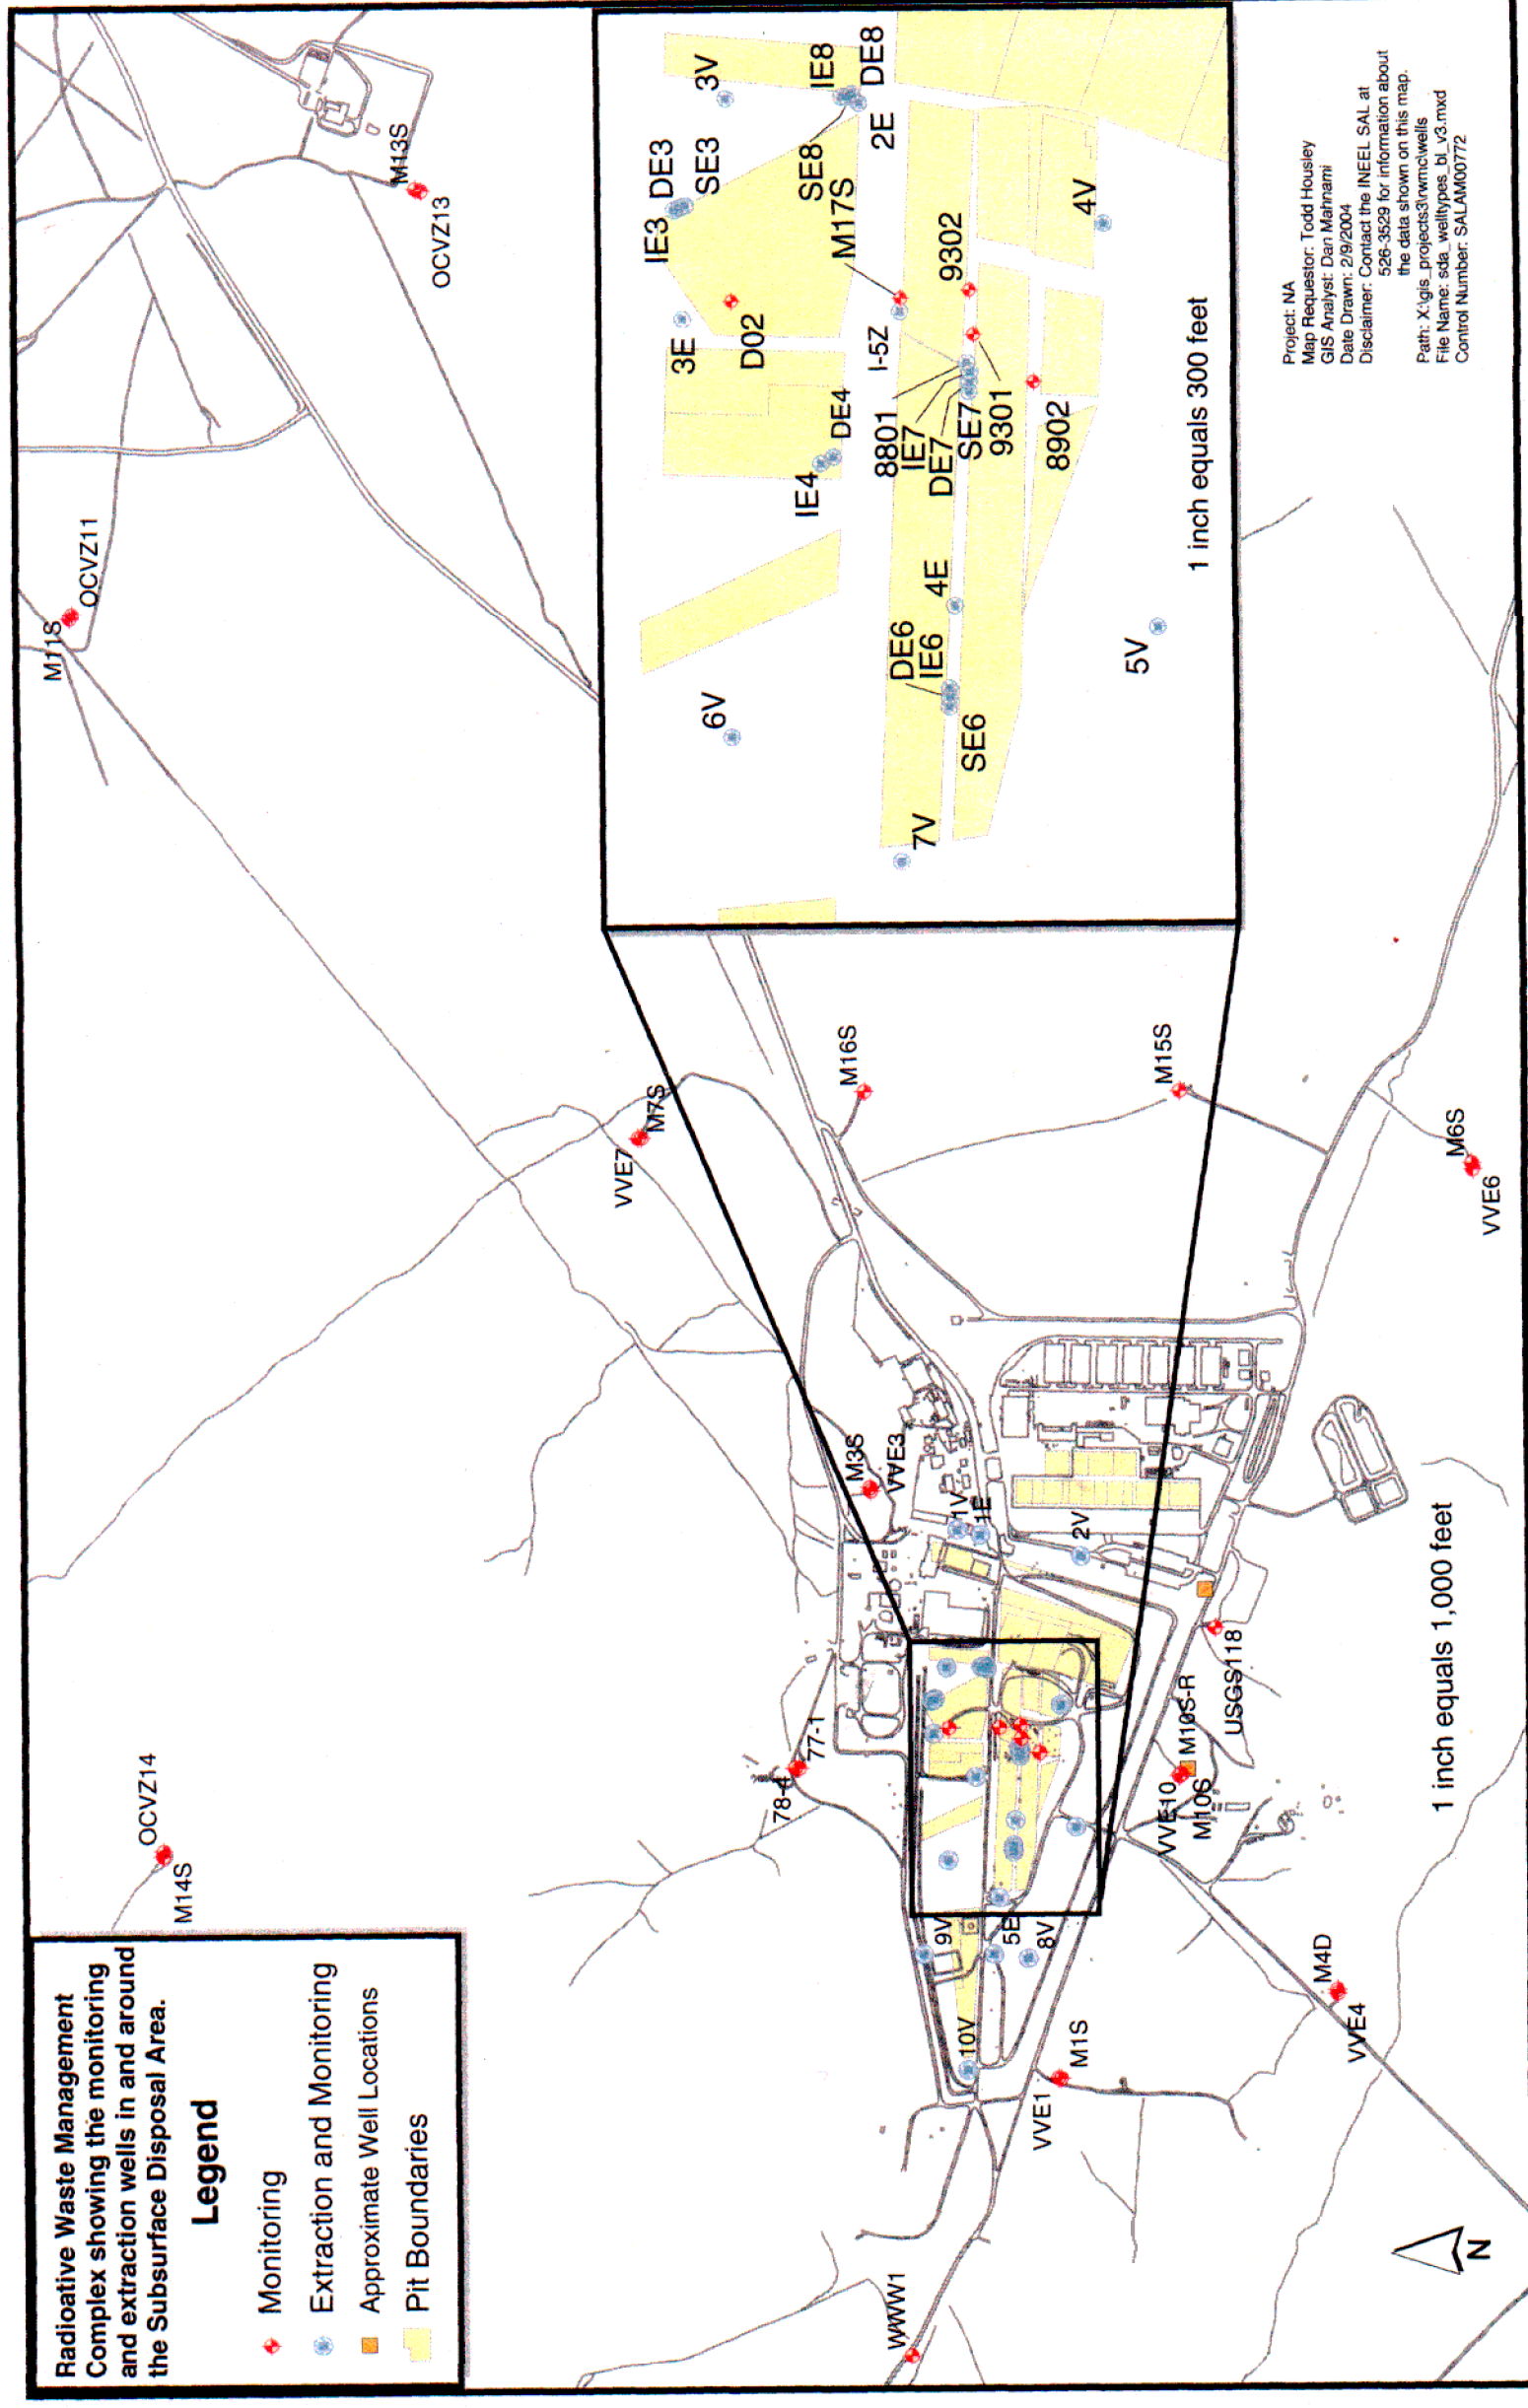 Radioative Waste Management
Complex showing the monitoring
and extraction wells in and around
the Subsurface Disposal Area.
Legend
Monitoring
Extraction and Monitoring
Approximate Well Locations
Pit Boundaries
M14S
OCVZ14
M11S
OCVZ11
M13S
OCVZ13
78-4
77-1
VVE7
M7S
M16S
M15S
M6S
VVE6
M3S
VVE3
1V
1E
2V
USGS118
M10S-R
VVE10
M10S
9V
5E
8V
10V
M1S
VVE1
M4D
VVE4
WWW1
N
1 inch equals 1,000 feet
IE3
DE3
SE3
3V
3E
D02
IE8
DE8
SE8
2E
M17S
IE4
DE4
I-5Z
9302
4V
8801
IE7
DE7
SE7
9301
8902
6V
DE6
IE6
4E
SE6
7V
5V
1 inch equals 300 feet
Project: NA
Map Requestor: Todd Housley
GIS Analyst: Dan Mahnami
Date Drawn: 2/9/2004
Disclaimer: Contact the INEEL SAL at
526-3529 for information about
the data shown on this map.
Path: X:\gis_projects3\rwmc\wells
File Name: sda_welltypes_bl_v3.mxd
Control Number: SALAM000772